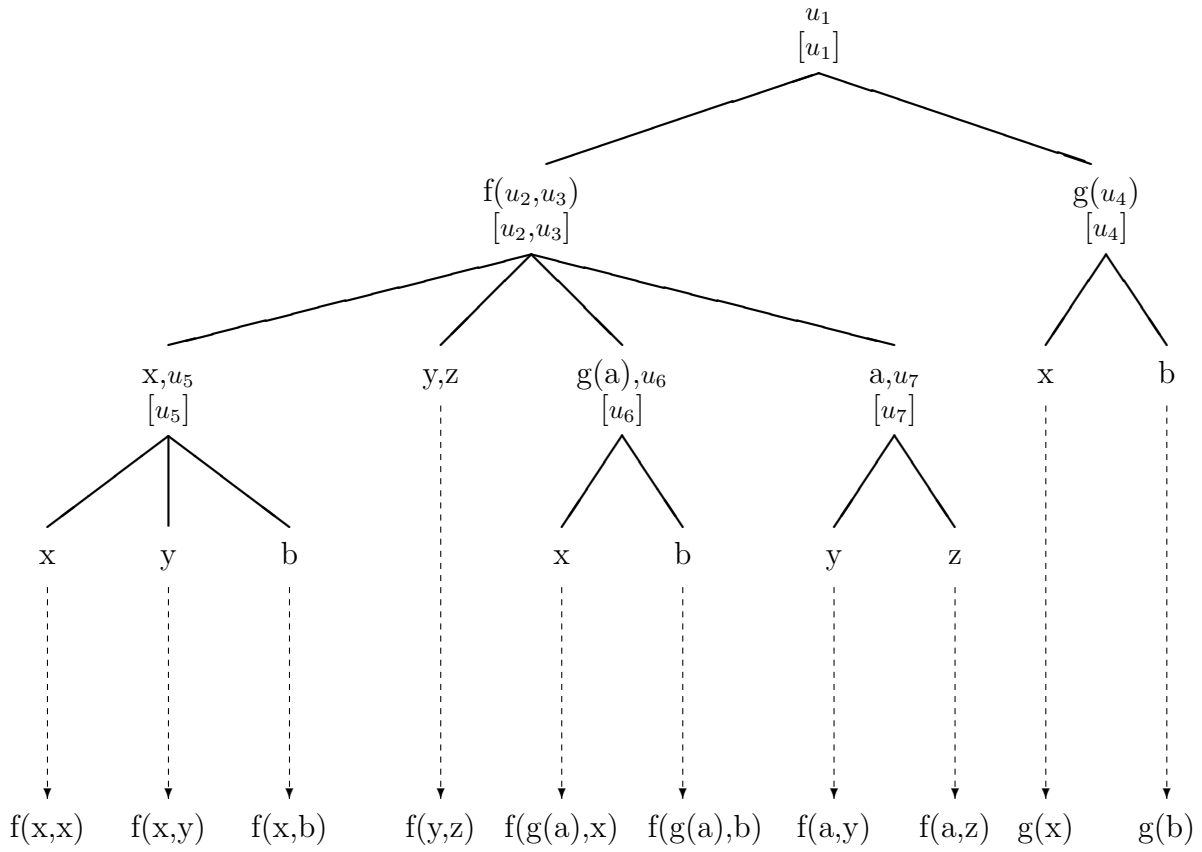 u₁
[u₁]
f(u₂,u₃) g(u₄)
[u₂,u₃] [u₄]
x,u₅ y,z g(a),u₆ a,u₇ x b
[u₅] [u₆] [u₇]
x y b x b y z
f(x,x) f(x,y) f(x,b) f(y,z) f(g(a),x) f(g(a),b) f(a,y) f(a,z) g(x) g(b)